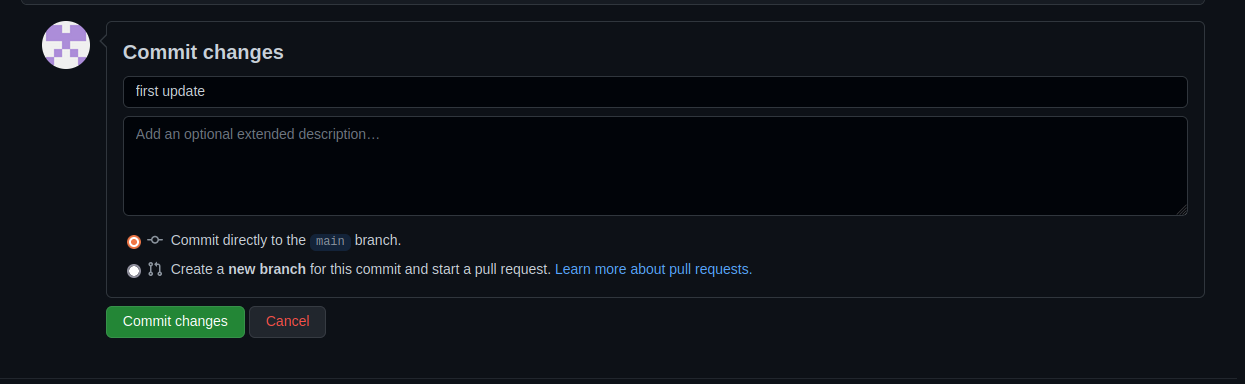 Commit changes
first update
Add an optional extended description…
Commit directly to the main branch.
Create a new branch for this commit and start a pull request. Learn more about pull requests.
Commit changes Cancel